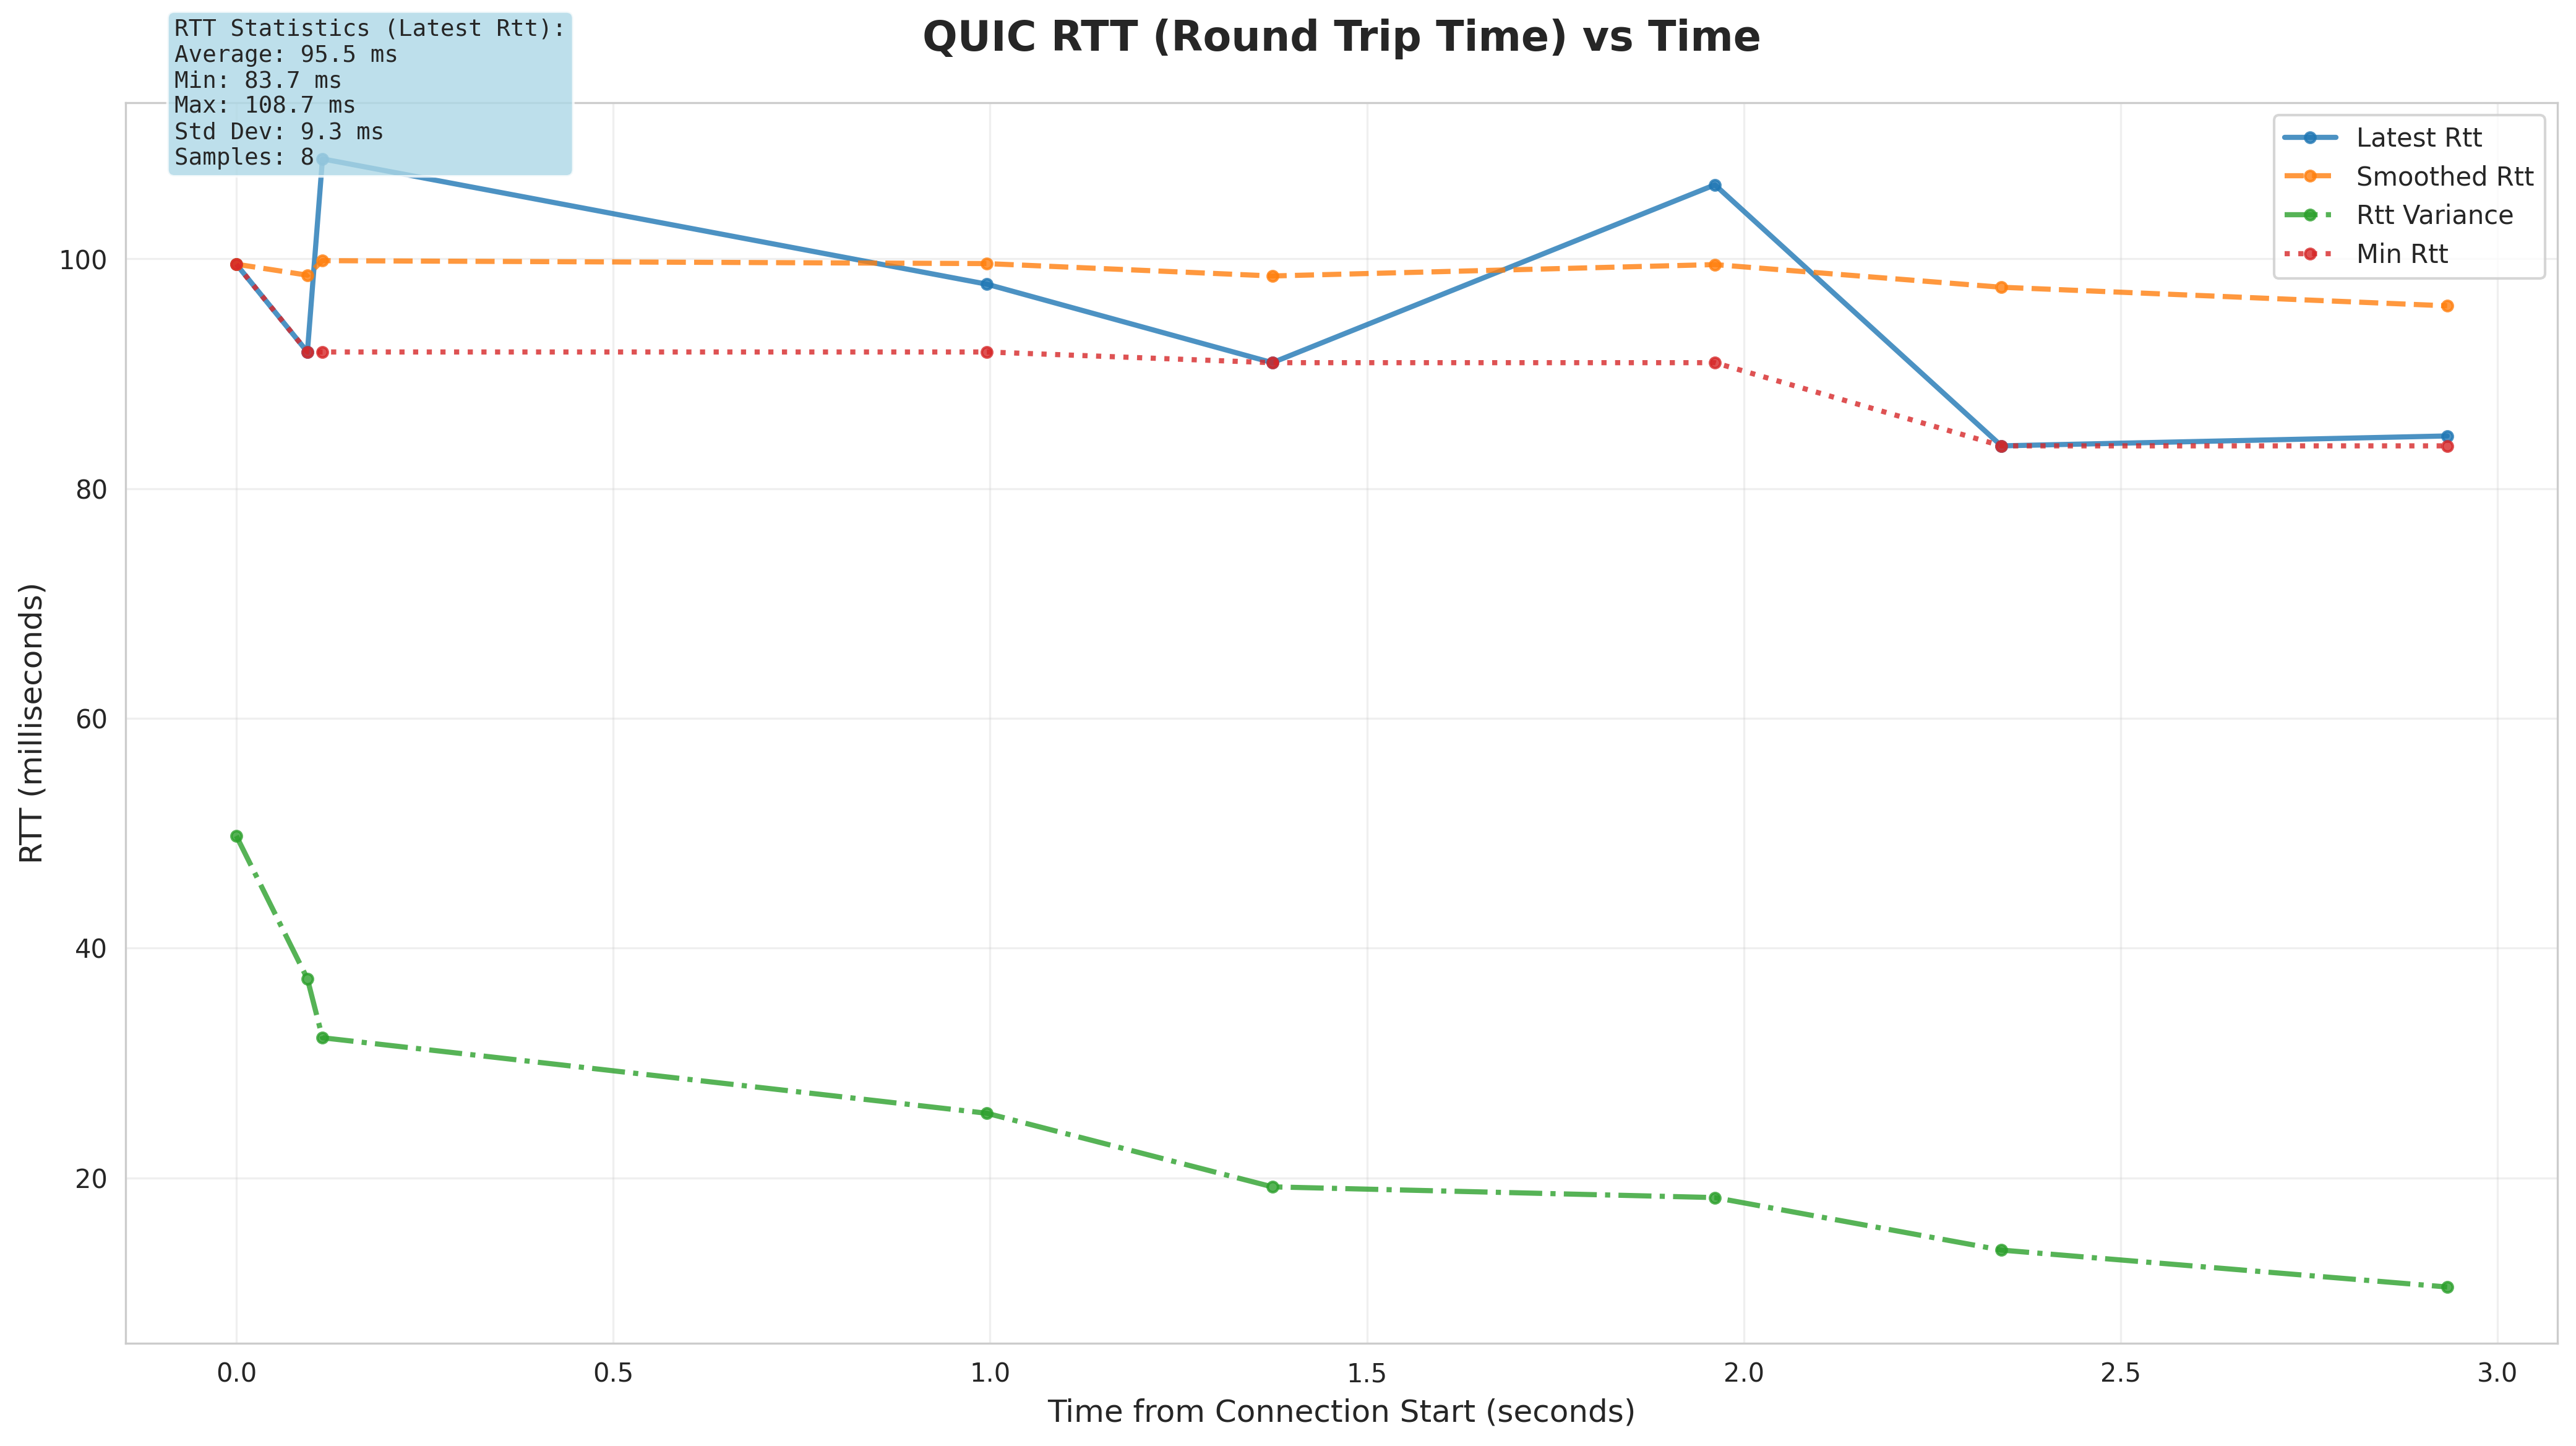 RTT Statistics (Latest Rtt):
Average: 95.5 ms
Min: 83.7 ms
Max: 108.7 ms
Std Dev: 9.3 ms
Samples: 8
QUIC RTT (Round Trip Time) vs Time
Latest Rtt
Smoothed Rtt
Rtt Variance
Min Rtt
RTT (milliseconds)
100
80
60
40
20
0.0 0.5 1.0 1.5 2.0 2.5 3.0
Time from Connection Start (seconds)